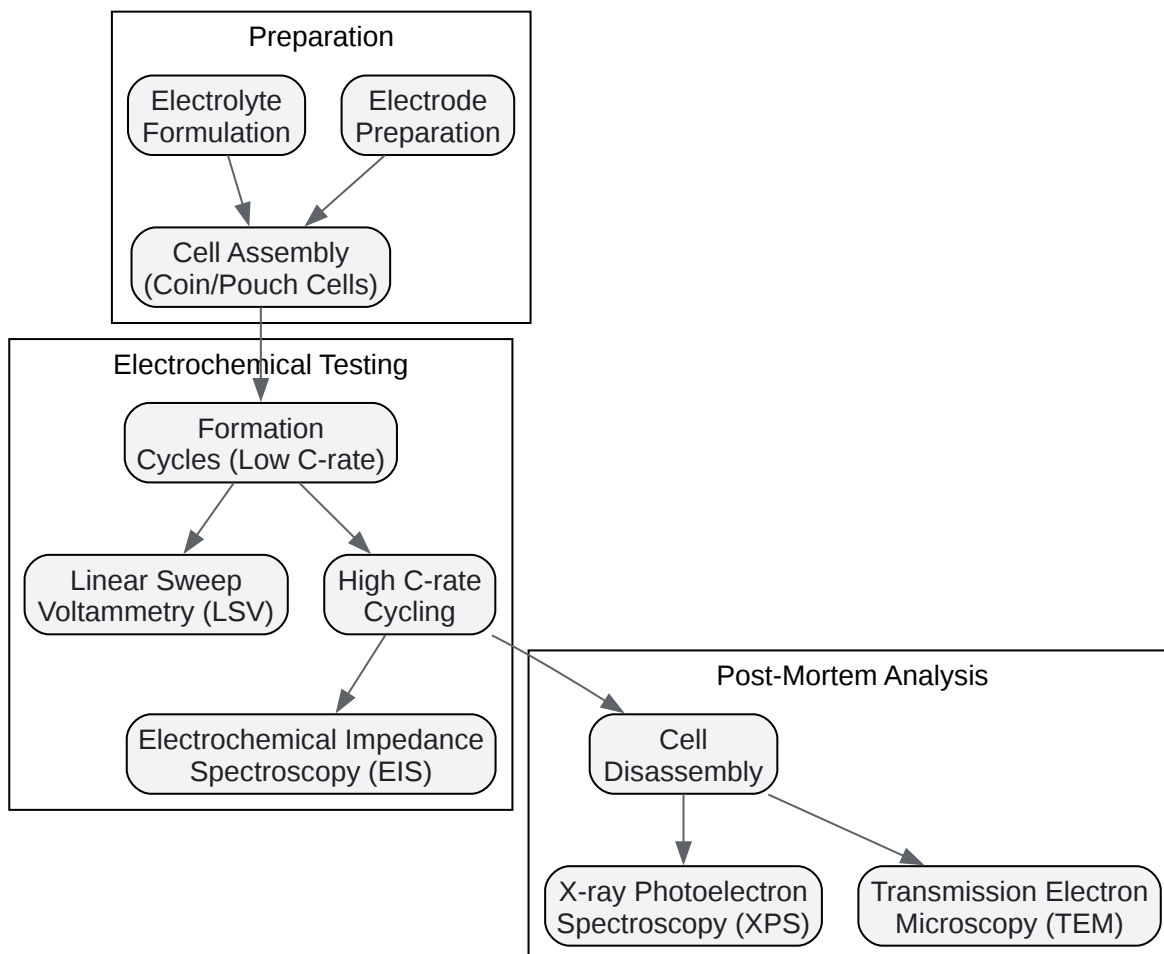 Preparation
Electrolyte
Formulation
Electrode
Preparation
Cell Assembly
(Coin/Pouch Cells)
Electrochemical Testing
Formation
Cycles (Low C-rate)
Linear Sweep
Voltammetry (LSV)
High C-rate
Cycling
Electrochemical Impedance
Spectroscopy (EIS)
Post-Mortem Analysis
Cell
Disassembly
X-ray Photoelectron
Spectroscopy (XPS)
Transmission Electron
Microscopy (TEM)